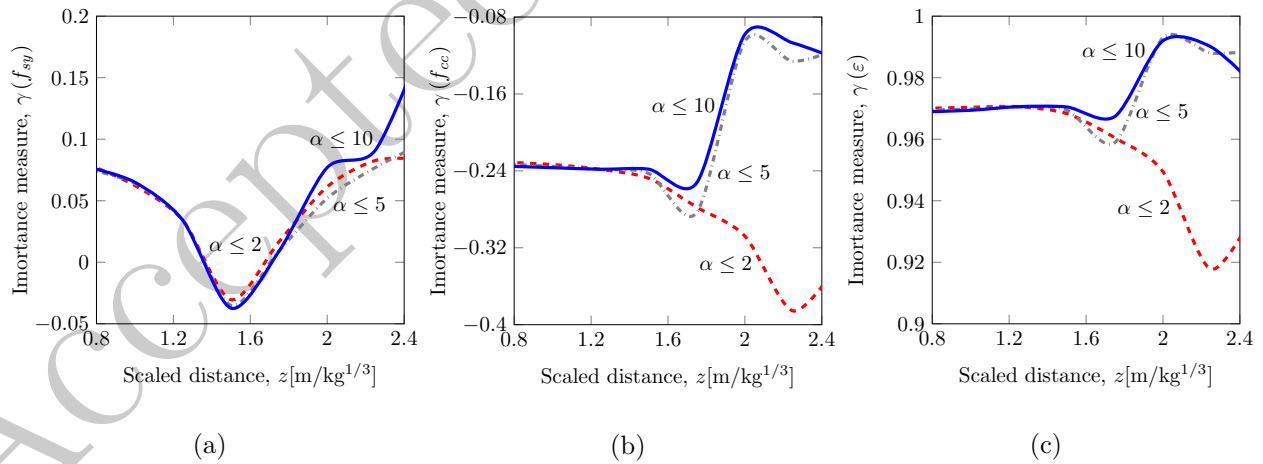 Accepte
0.2
0.15
0.1
0.05
0
−0.05
0.8
1.2
1.6
2
2.4
Imortance measure, γ (f_sy)
Scaled distance, z[m/kg^1/3]
α ≤ 10
α ≤ 5
α ≤ 2
(a)
−0.08
−0.16
−0.24
−0.32
−0.4
0.8
1.2
1.6
2
2.4
Imortance measure, γ (f_cc)
Scaled distance, z[m/kg^1/3]
α ≤ 10
α ≤ 5
α ≤ 2
(b)
1
0.98
0.96
0.94
0.92
0.9
0.8
1.2
1.6
2
2.4
Imortance measure, γ (ε)
Scaled distance, z[m/kg^1/3]
α ≤ 10
α ≤ 5
α ≤ 2
(c)